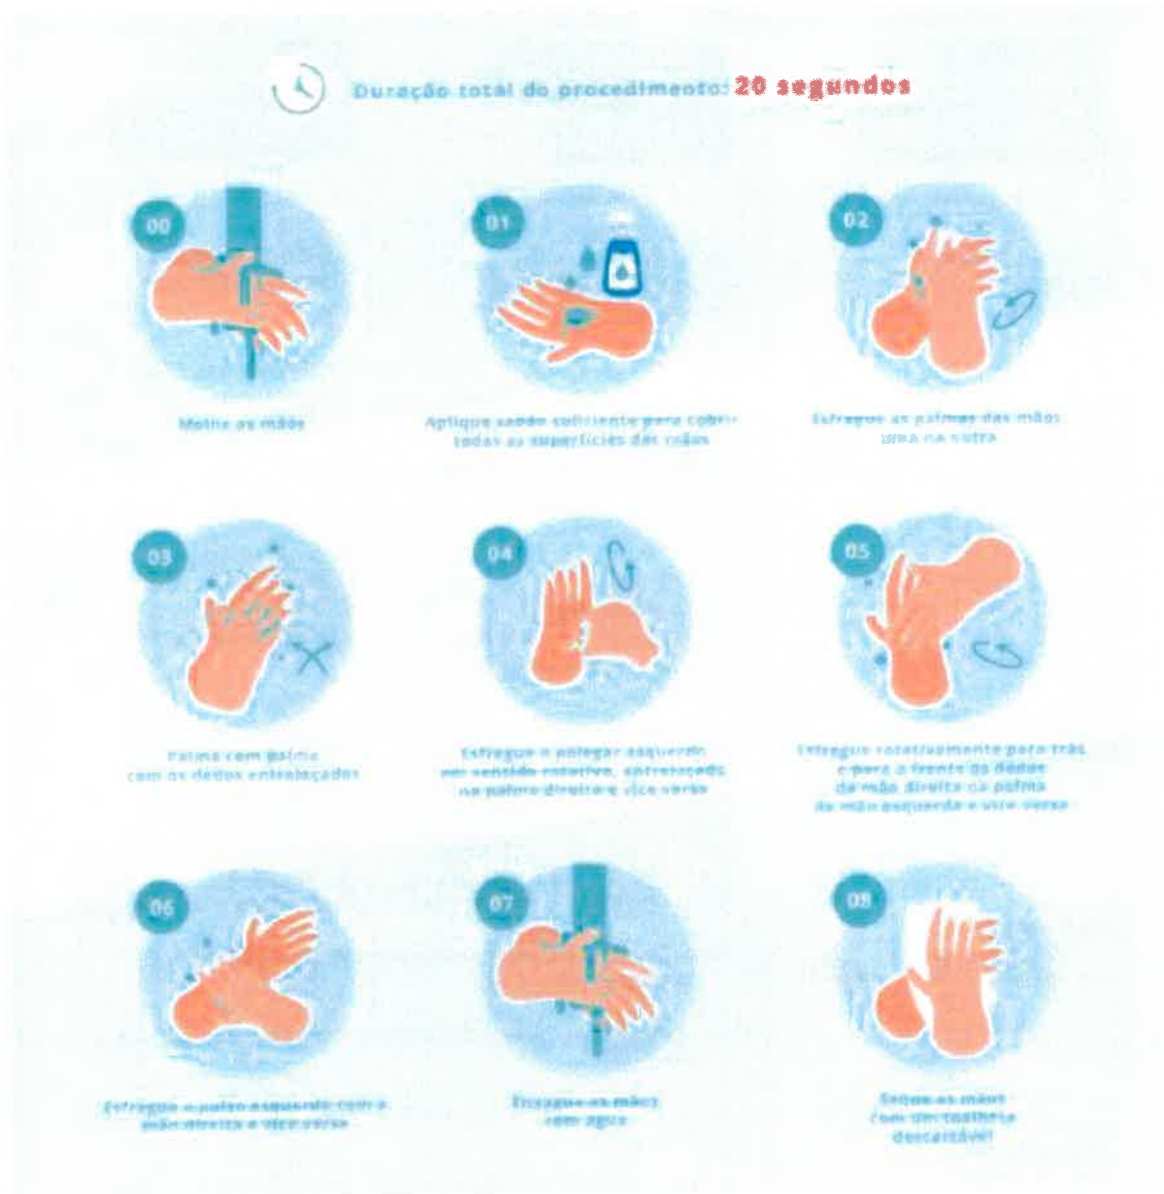 Duração total do procedimento: 20 segundos
00
Molhe as mãos
01
Aplique sabão suficiente para cobrir
todas as superfícies das mãos
02
Esfregue as palmas das mãos
uma na outra
03
Palma com palma
com os dedos entrelaçados
04
Esfregue o polegar esquerdo
em sentido rotativo, entrelaçado
na palma direita e vice versa
05
Esfregue rotativamente para trás
e para a frente os dedos
da mão direita na palma
da mão esquerda e vice versa
06
Esfregue o pulso esquerdo com a
mão direita e vice versa
07
Enxague as mãos
com água
08
Seque as mãos
com um toalhete
descartável